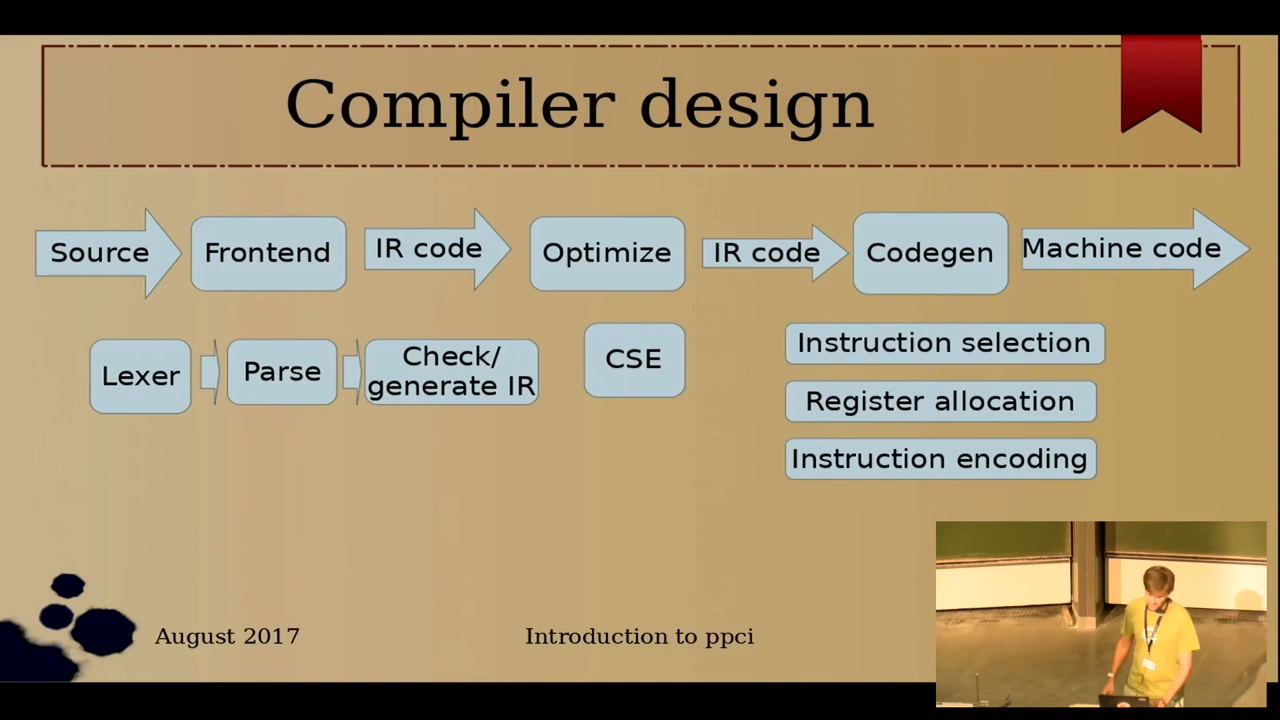 Compiler design
Source
Frontend
IR code
Optimize
IR code
Codegen
Machine code
Lexer
Parse
Check/
generate IR
CSE
Instruction selection
Register allocation
Instruction encoding
August 2017
Introduction to ppci